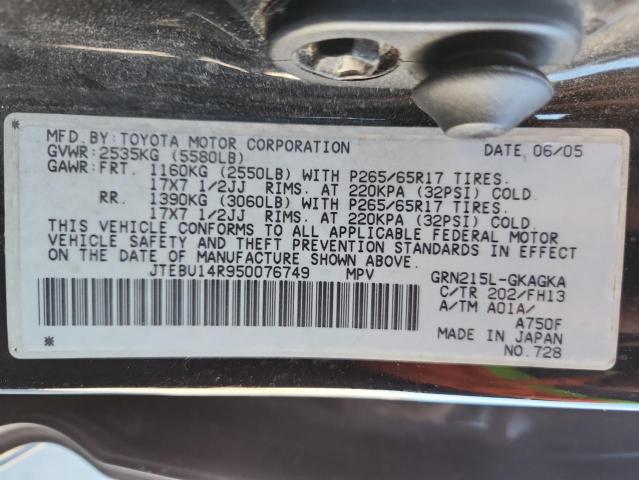 MFD.BY:TOYOTA MOTOR CORPORATION DATE 06/05
GVWR:2535KG (5580LB)
GAWR:FRT. 1160KG (2550LB) WITH P265/65R17 TIRES.
17X7 1/2JJ RIMS. AT 220KPA (32PSI) COLD.
RR. 1390KG (3060LB) WITH P265/65R17 TIRES.
17X7 1/2JJ RIMS. AT 220KPA (32PSI) COLD.
THIS VEHICLE CONFORMS TO ALL APPLICABLE FEDERAL MOTOR
VEHICLE SAFETY AND THEFT PREVENTION STANDARDS IN EFFECT
ON THE DATE OF MANUFACTURE SHOWN ABOVE.
JTEBU14R950076749 MPV GRN215L-GKAGKA
C/TR 202/FH13
A/TM A01A/
A750F
MADE IN JAPAN
NO.728